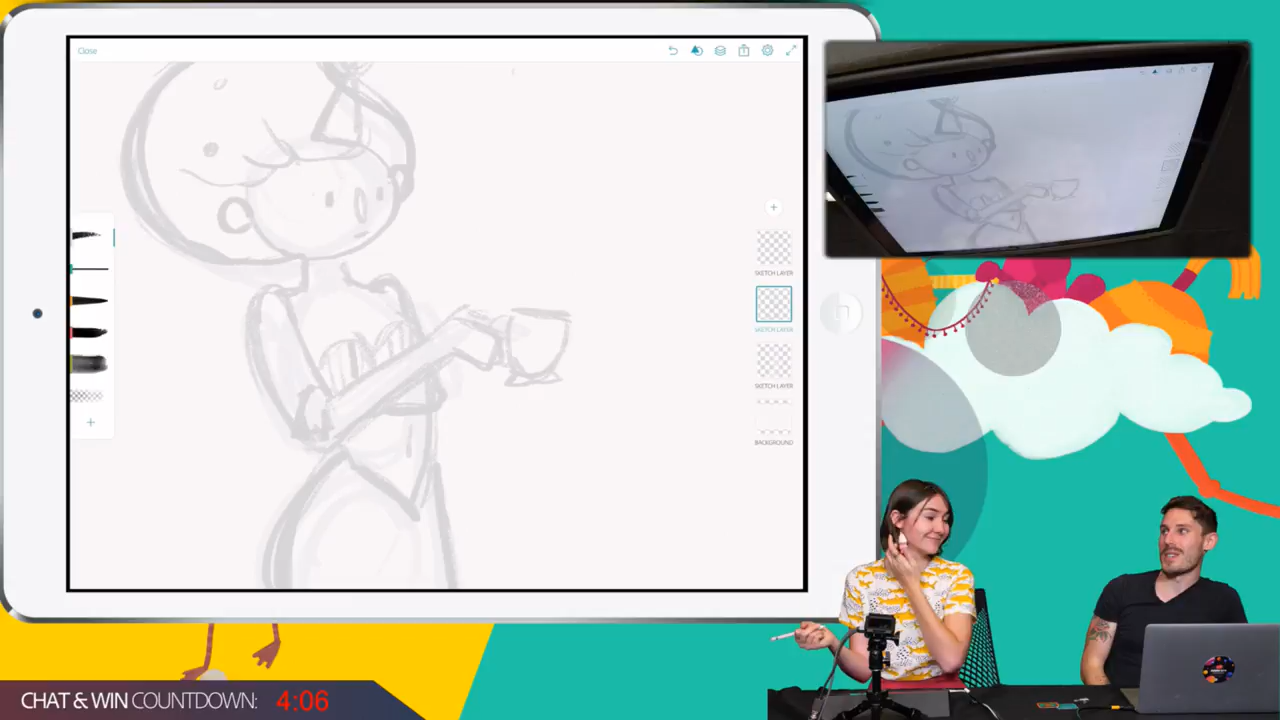 Close
SKETCH LAYER
SKETCH LAYER
SKETCH LAYER
BACKGROUND
CHAT & WIN COUNTDOWN: 4:06